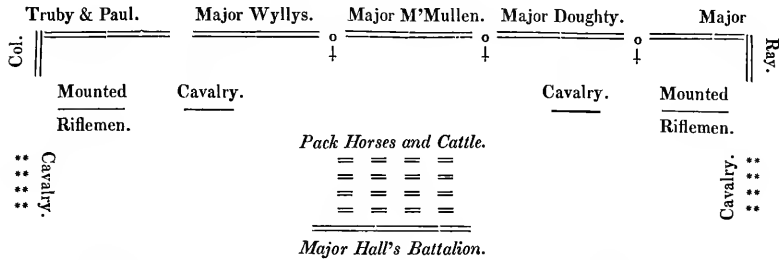 Col. Truby & Paul. Major Wyllys. Major M'Mullen. Major Doughty. Major Ray.
Mounted Riflemen.
Cavalry.
Cavalry.
Mounted Riflemen.
Cavalry.
Pack Horses and Cattle.
Cavalry.
Major Hall's Battalion.